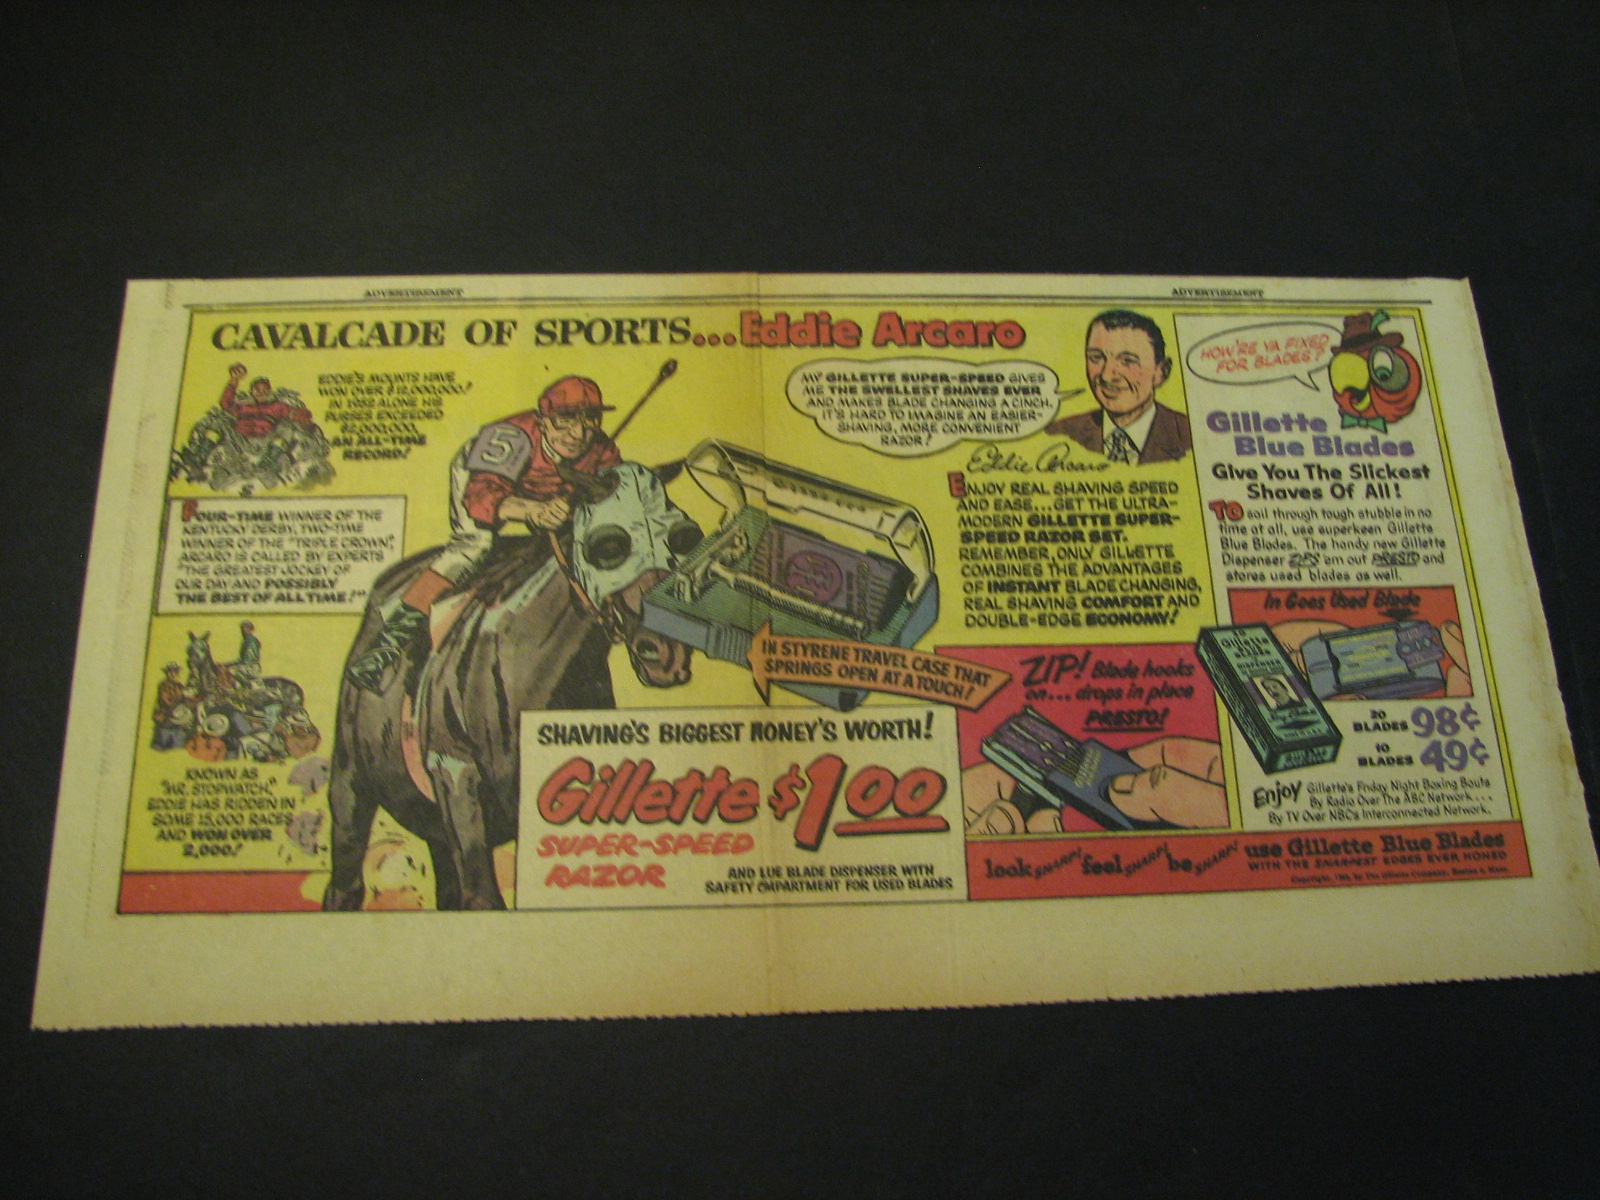 ADVERTISEMENT
ADVERTISEMENT
CAVALCADE OF SPORTS...Eddie Arcaro
EDDIE'S MOUNTS HAVE
WON OVER $12,000,000!
IN 1952 ALONE HIS
PURSES EXCEEDED
$2,000,000,
AN ALL-TIME
RECORD!
FOUR-TIME WINNER OF THE
KENTUCKY DERBY, TWO-TIME
WINNER OF THE "TRIPLE CROWN",
ARCARO IS CALLED BY EXPERTS
"THE GREATEST JOCKEY OF
OUR DAY AND POSSIBLY
THE BEST OF ALL TIME!"
KNOWN AS
"MR. STOPWATCH,"
EDDIE HAS RIDDEN IN
SOME 15,000 RACES
AND WON OVER
2,000!
5
MY GILLETTE SUPER-SPEED GIVES
ME THE SWELLEST SHAVES EVER
AND MAKES BLADE CHANGING A CINCH.
IT'S HARD TO IMAGINE AN EASIER-
SHAVING, MORE CONVENIENT
RAZOR!
Eddie Arcaro
ENJOY REAL SHAVING SPEED
AND EASE...GET THE ULTRA-
MODERN GILLETTE SUPER-
SPEED RAZOR SET.
REMEMBER, ONLY GILLETTE
COMBINES THE ADVANTAGES
OF INSTANT BLADE CHANGING,
REAL SHAVING COMFORT AND
DOUBLE-EDGE ECONOMY!
IN STYRENE TRAVEL CASE THAT
SPRINGS OPEN AT A TOUCH!
SHAVING'S BIGGEST MONEY'S WORTH!
Gillette $1.00
SUPER-SPEED
RAZOR
AND LUE BLADE DISPENSER WITH
SAFETY OMPARTMENT FOR USED BLADES
ZIP! Blade hooks
on... drops in place
PRESTO!
HOW'RE YA FIXED
FOR BLADES?
Gillette
Blue Blades
Give You The Slickest
Shaves Of All!
TO sail through tough stubble in no
time at all, use superkeen Gillette
Blue Blades. The handy new Gillette
Dispenser ZIPS 'em out PRESTO and
stores used blades as well.
In Goes Used Blade
Gillette
BLUE BLADES
DISPENSER
20
BLADES 98¢
10
BLADES 49¢
Enjoy Gillette's Friday Night Boxing Bouts
By Radio Over The ABC Network...
By TV Over NBC's Interconnected Network.
look SHARP! feel SHARP! be SHARP! use Gillette Blue Blades
WITH THE SHARPEST EDGES EVER HONED